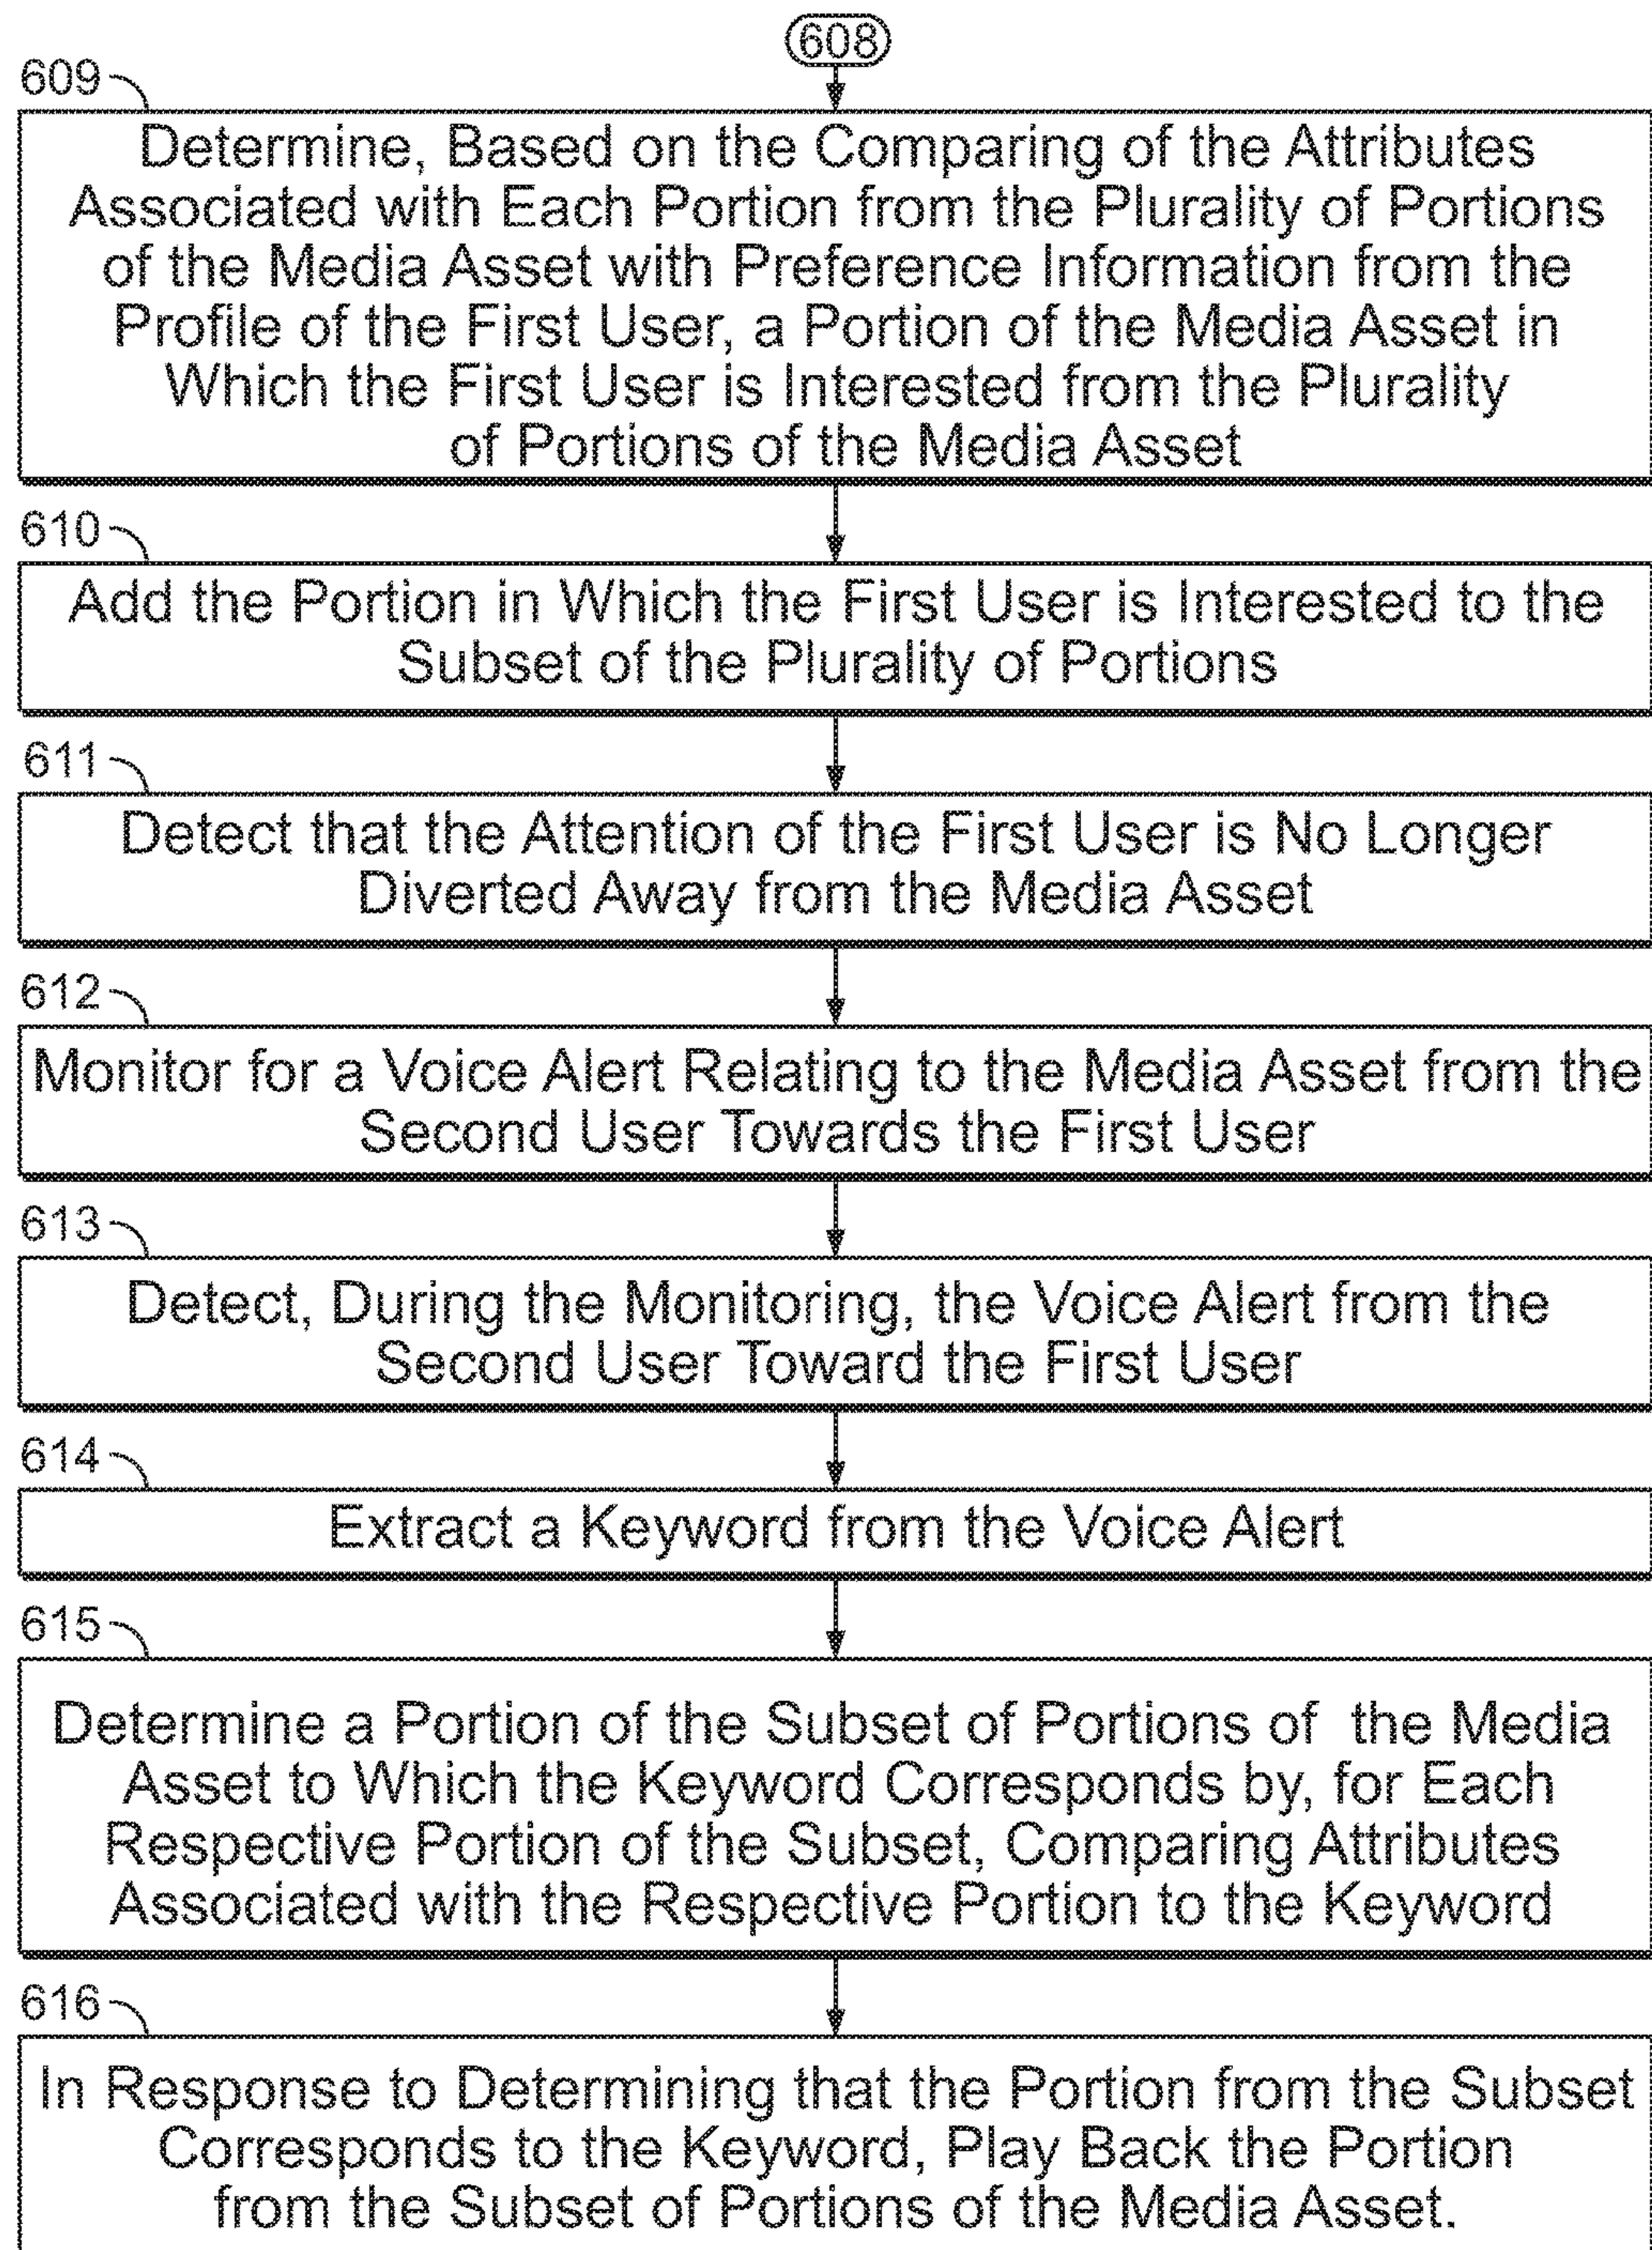 608
609
Determine, Based on the Comparing of the Attributes
Associated with Each Portion from the Plurality of Portions
of the Media Asset with Preference Information from the
Profile of the First User, a Portion of the Media Asset in
Which the First User is Interested from the Plurality
of Portions of the Media Asset
610
Add the Portion in Which the First User is Interested to the
Subset of the Plurality of Portions
611
Detect that the Attention of the First User is No Longer
Diverted Away from the Media Asset
612
Monitor for a Voice Alert Relating to the Media Asset from the
Second User Towards the First User
613
Detect, During the Monitoring, the Voice Alert from the
Second User Toward the First User
614
Extract a Keyword from the Voice Alert
615
Determine a Portion of the Subset of Portions of the Media
Asset to Which the Keyword Corresponds by, for Each
Respective Portion of the Subset, Comparing Attributes
Associated with the Respective Portion to the Keyword
616
In Response to Determining that the Portion from the Subset
Corresponds to the Keyword, Play Back the Portion
from the Subset of Portions of the Media Asset.